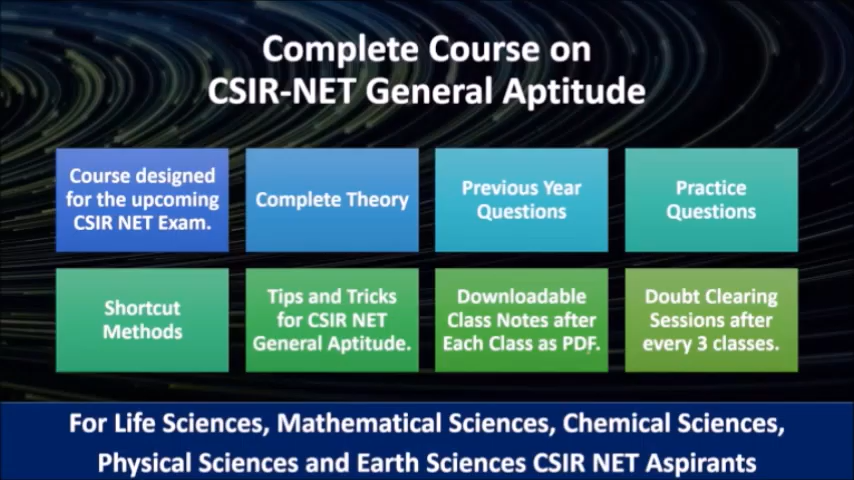 Complete Course on
CSIR-NET General Aptitude
Course designed
for the upcoming
CSIR NET Exam.
Complete Theory
Previous Year
Questions
Practice
Questions
Shortcut
Methods
Tips and Tricks
for CSIR NET
General Aptitude.
Downloadable
Class Notes after
Each Class as PDF.
Doubt Clearing
Sessions after
every 3 classes.
For Life Sciences, Mathematical Sciences, Chemical Sciences,
Physical Sciences and Earth Sciences CSIR NET Aspirants